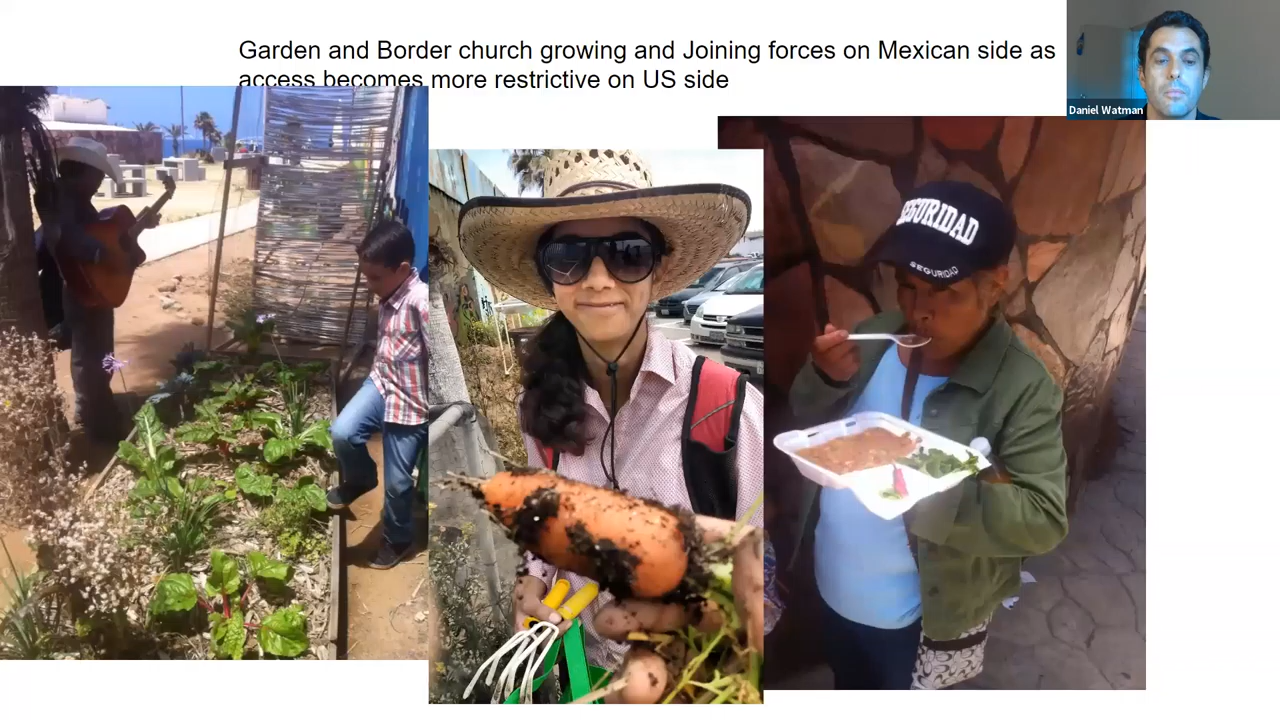 Garden and Border church growing and Joining forces on Mexican side as
access becomes more restrictive on US side
Daniel Watman
SEGURIDAD
SEGURIDAD